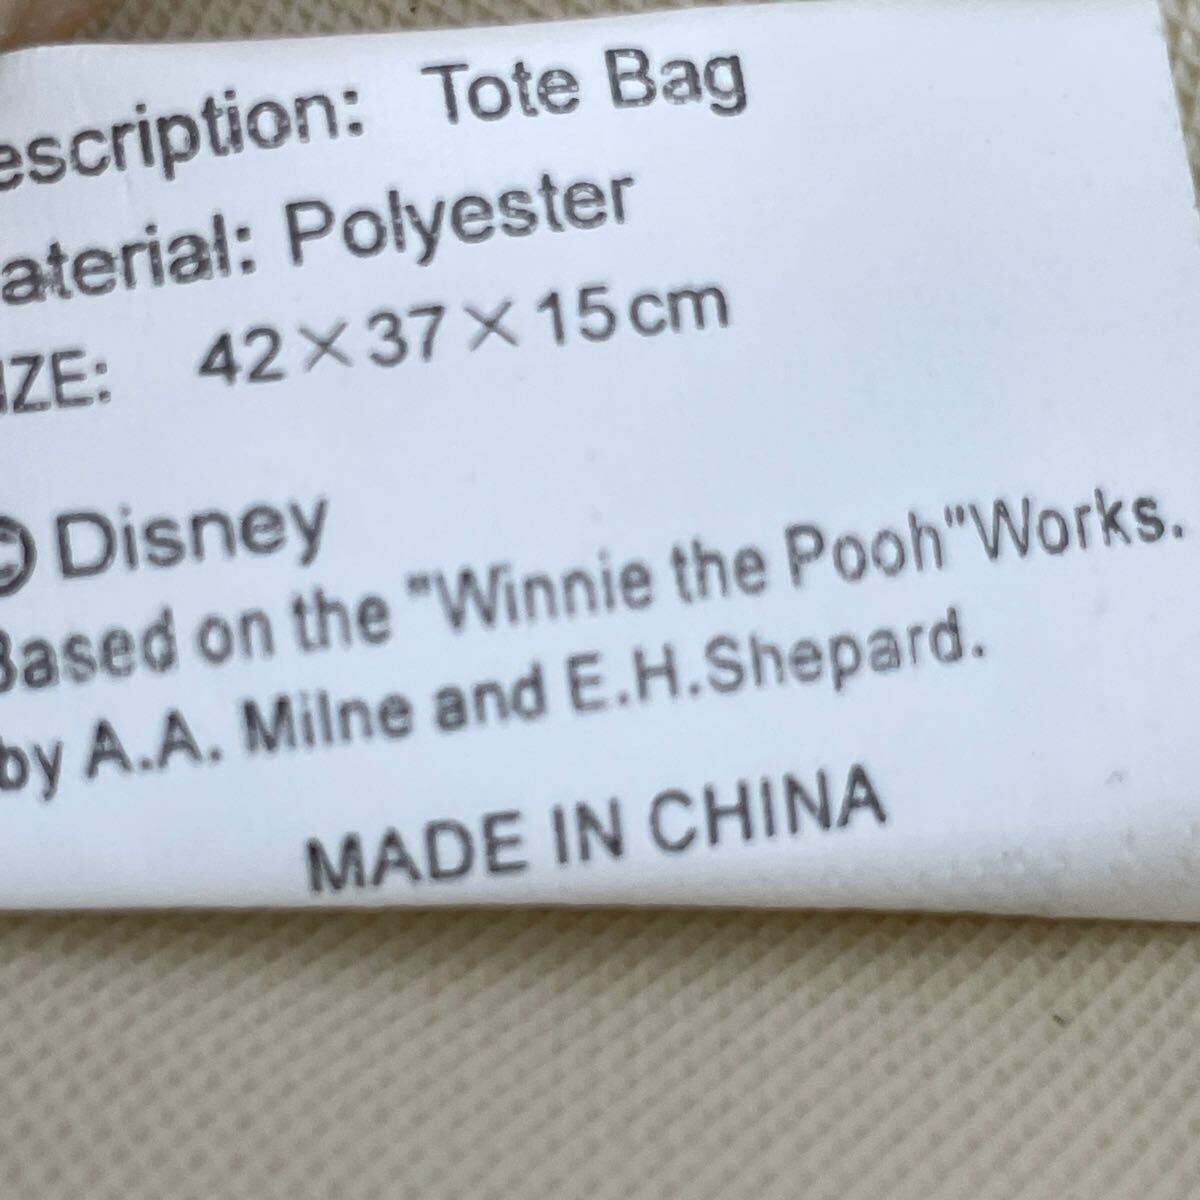 escription: Tote Bag
aterial: Polyester
IZE: 42×37×15cm
© Disney
Based on the "Winnie the Pooh"Works.
by A.A. Milne and E.H.Shepard.
MADE IN CHINA